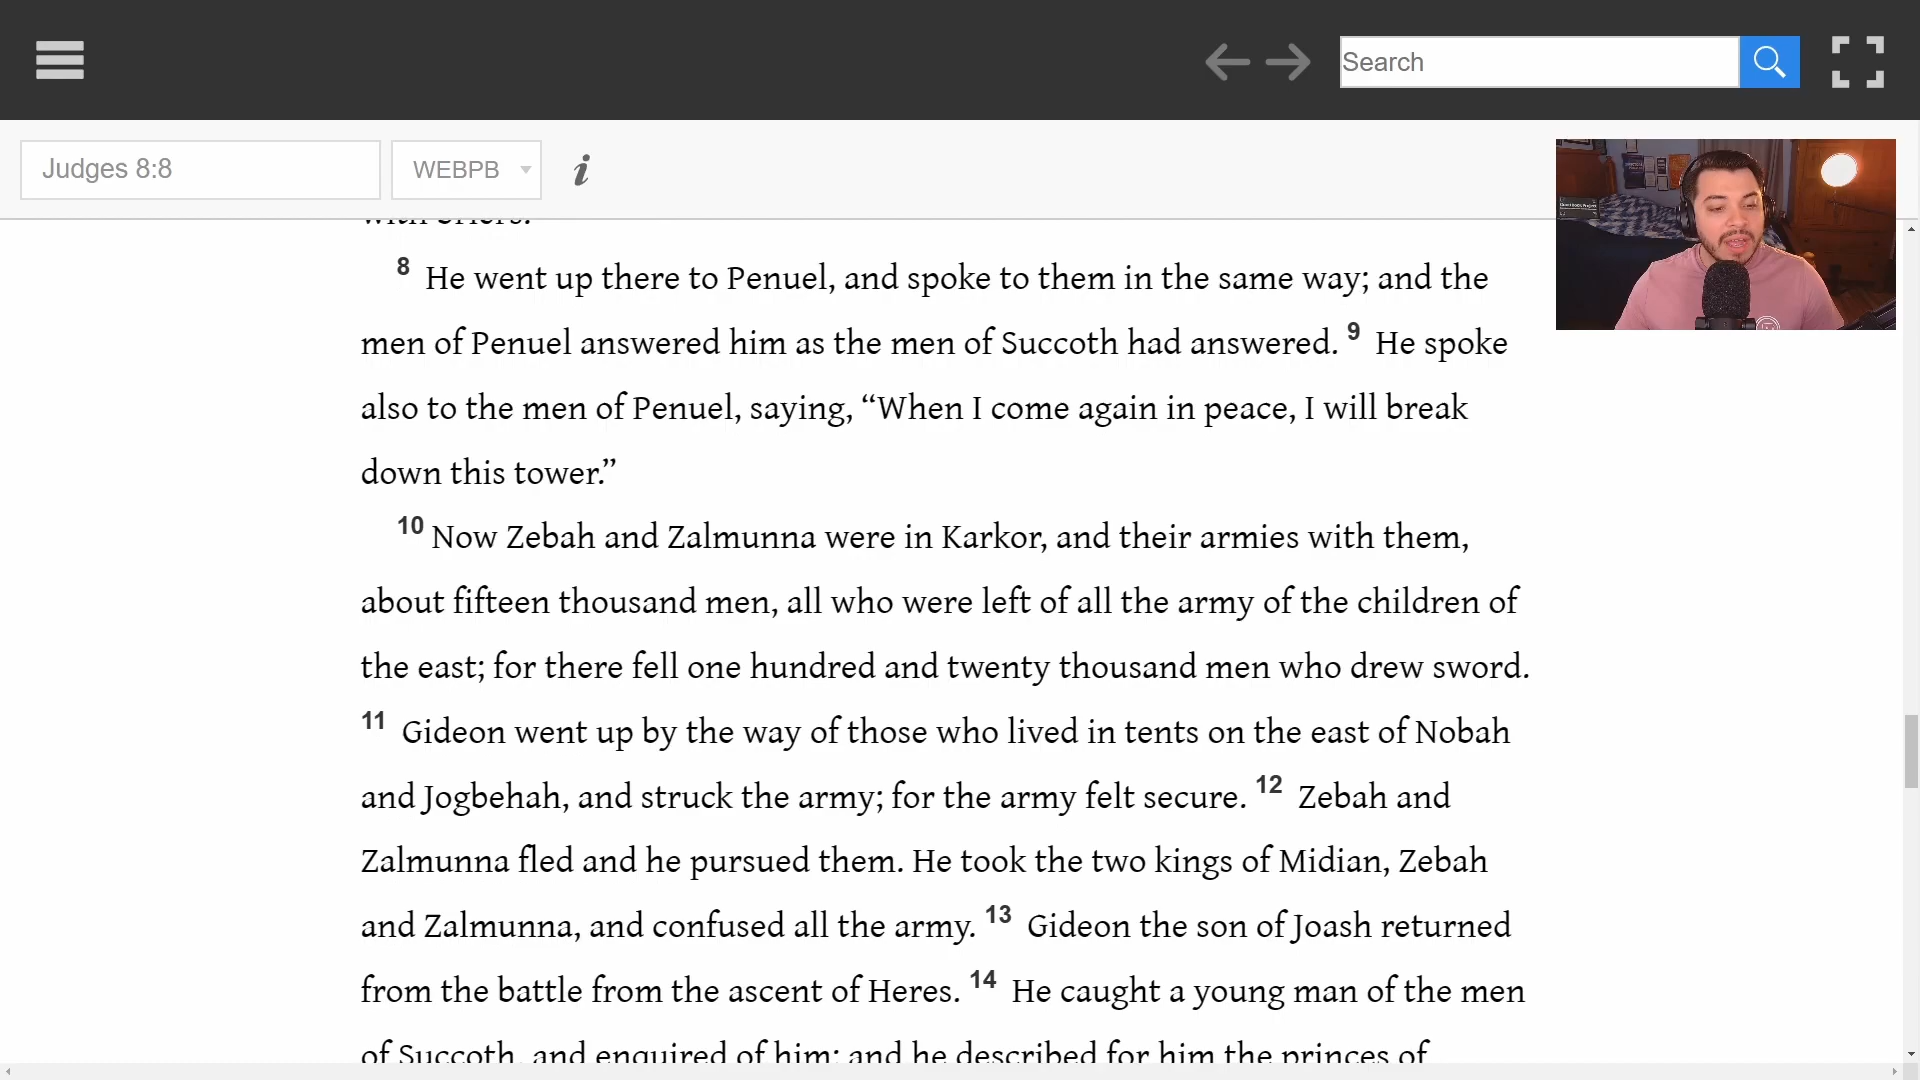 Search
Judges 8:8
WEBPB
i
with briers.”
8 He went up there to Penuel, and spoke to them in the same way; and the
men of Penuel answered him as the men of Succoth had answered. 9 He spoke
also to the men of Penuel, saying, “When I come again in peace, I will break
down this tower.”
10 Now Zebah and Zalmunna were in Karkor, and their armies with them,
about fifteen thousand men, all who were left of all the army of the children of
the east; for there fell one hundred and twenty thousand men who drew sword.
11 Gideon went up by the way of those who lived in tents on the east of Nobah
and Jogbehah, and struck the army; for the army felt secure. 12 Zebah and
Zalmunna fled and he pursued them. He took the two kings of Midian, Zebah
and Zalmunna, and confused all the army. 13 Gideon the son of Joash returned
from the battle from the ascent of Heres. 14 He caught a young man of the men
of Succoth, and enquired of him; and he described for him the princes of